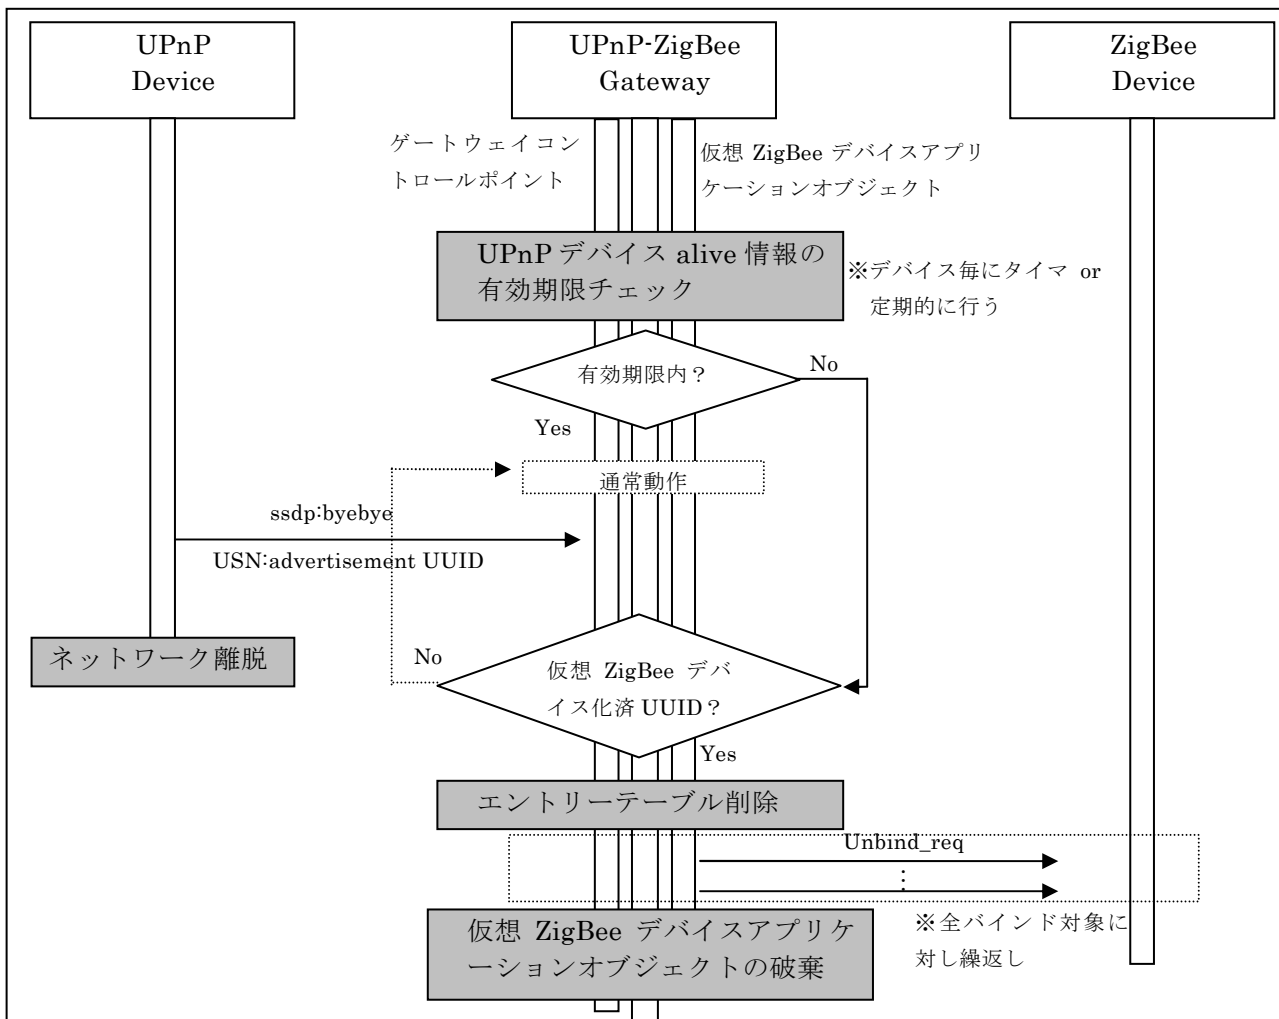 UPnP
Device
UPnP-ZigBee
Gateway
ZigBee
Device
ゲートウェイコン
トロールポイント
仮想 ZigBee デバイスアプリ
ケーションオブジェクト
UPnP デバイス alive 情報の
有効期限チェック
※デバイス毎にタイマ or
定期的に行う
有効期限内？
No
Yes
通常動作
ssdp:byebye
USN:advertisement UUID
ネットワーク離脱
No
仮想 ZigBee デバ
イス化済 UUID？
Yes
エントリーテーブル削除
Unbind_req
⋮
※全バインド対象に
対し繰返し
仮想 ZigBee デバイスアプリケ
ーションオブジェクトの破棄